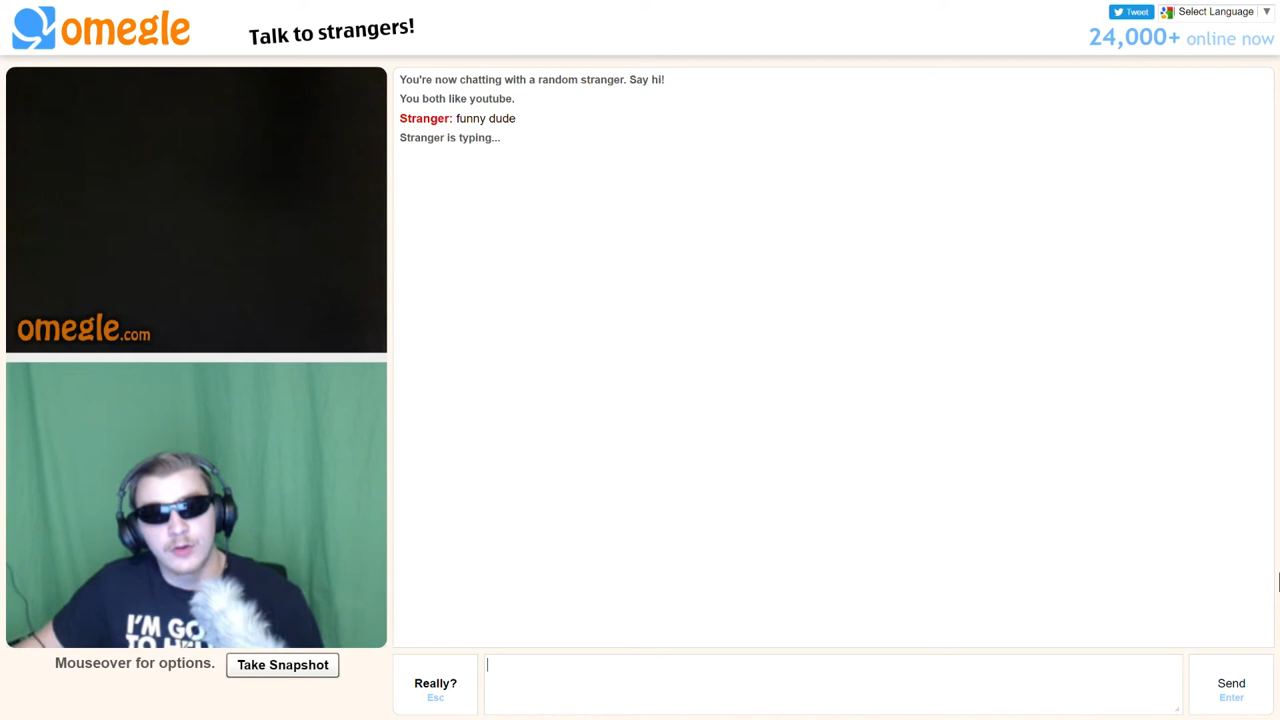 omegle
Talk to strangers!
Tweet
Select Language
24,000+ online now
You're now chatting with a random stranger. Say hi!
You both like youtube.
Stranger: funny dude
Stranger is typing...
omegle.com
I'M GO
TO HELL
Mouseover for options.
Take Snapshot
Really?
Esc
Send
Enter